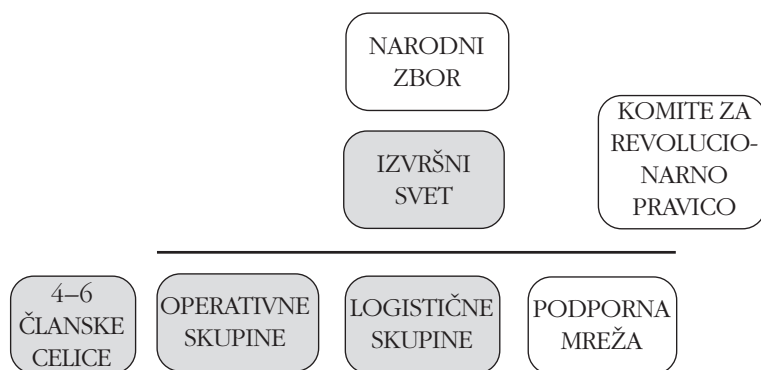 NARODNI
ZBOR
KOMITE ZA
REVOLUCIO-
NARNO
PRAVICO
IZVRŠNI
SVET
4–6
ČLANSKE
CELICE
OPERATIVNE
SKUPINE
LOGISTIČNE
SKUPINE
PODPORNA
MREŽA